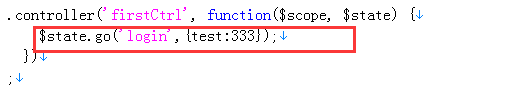 .controller('firstCtrl', function($scope, $state) {↓
$state.go('login',{test:333});↓
})↓
;↓